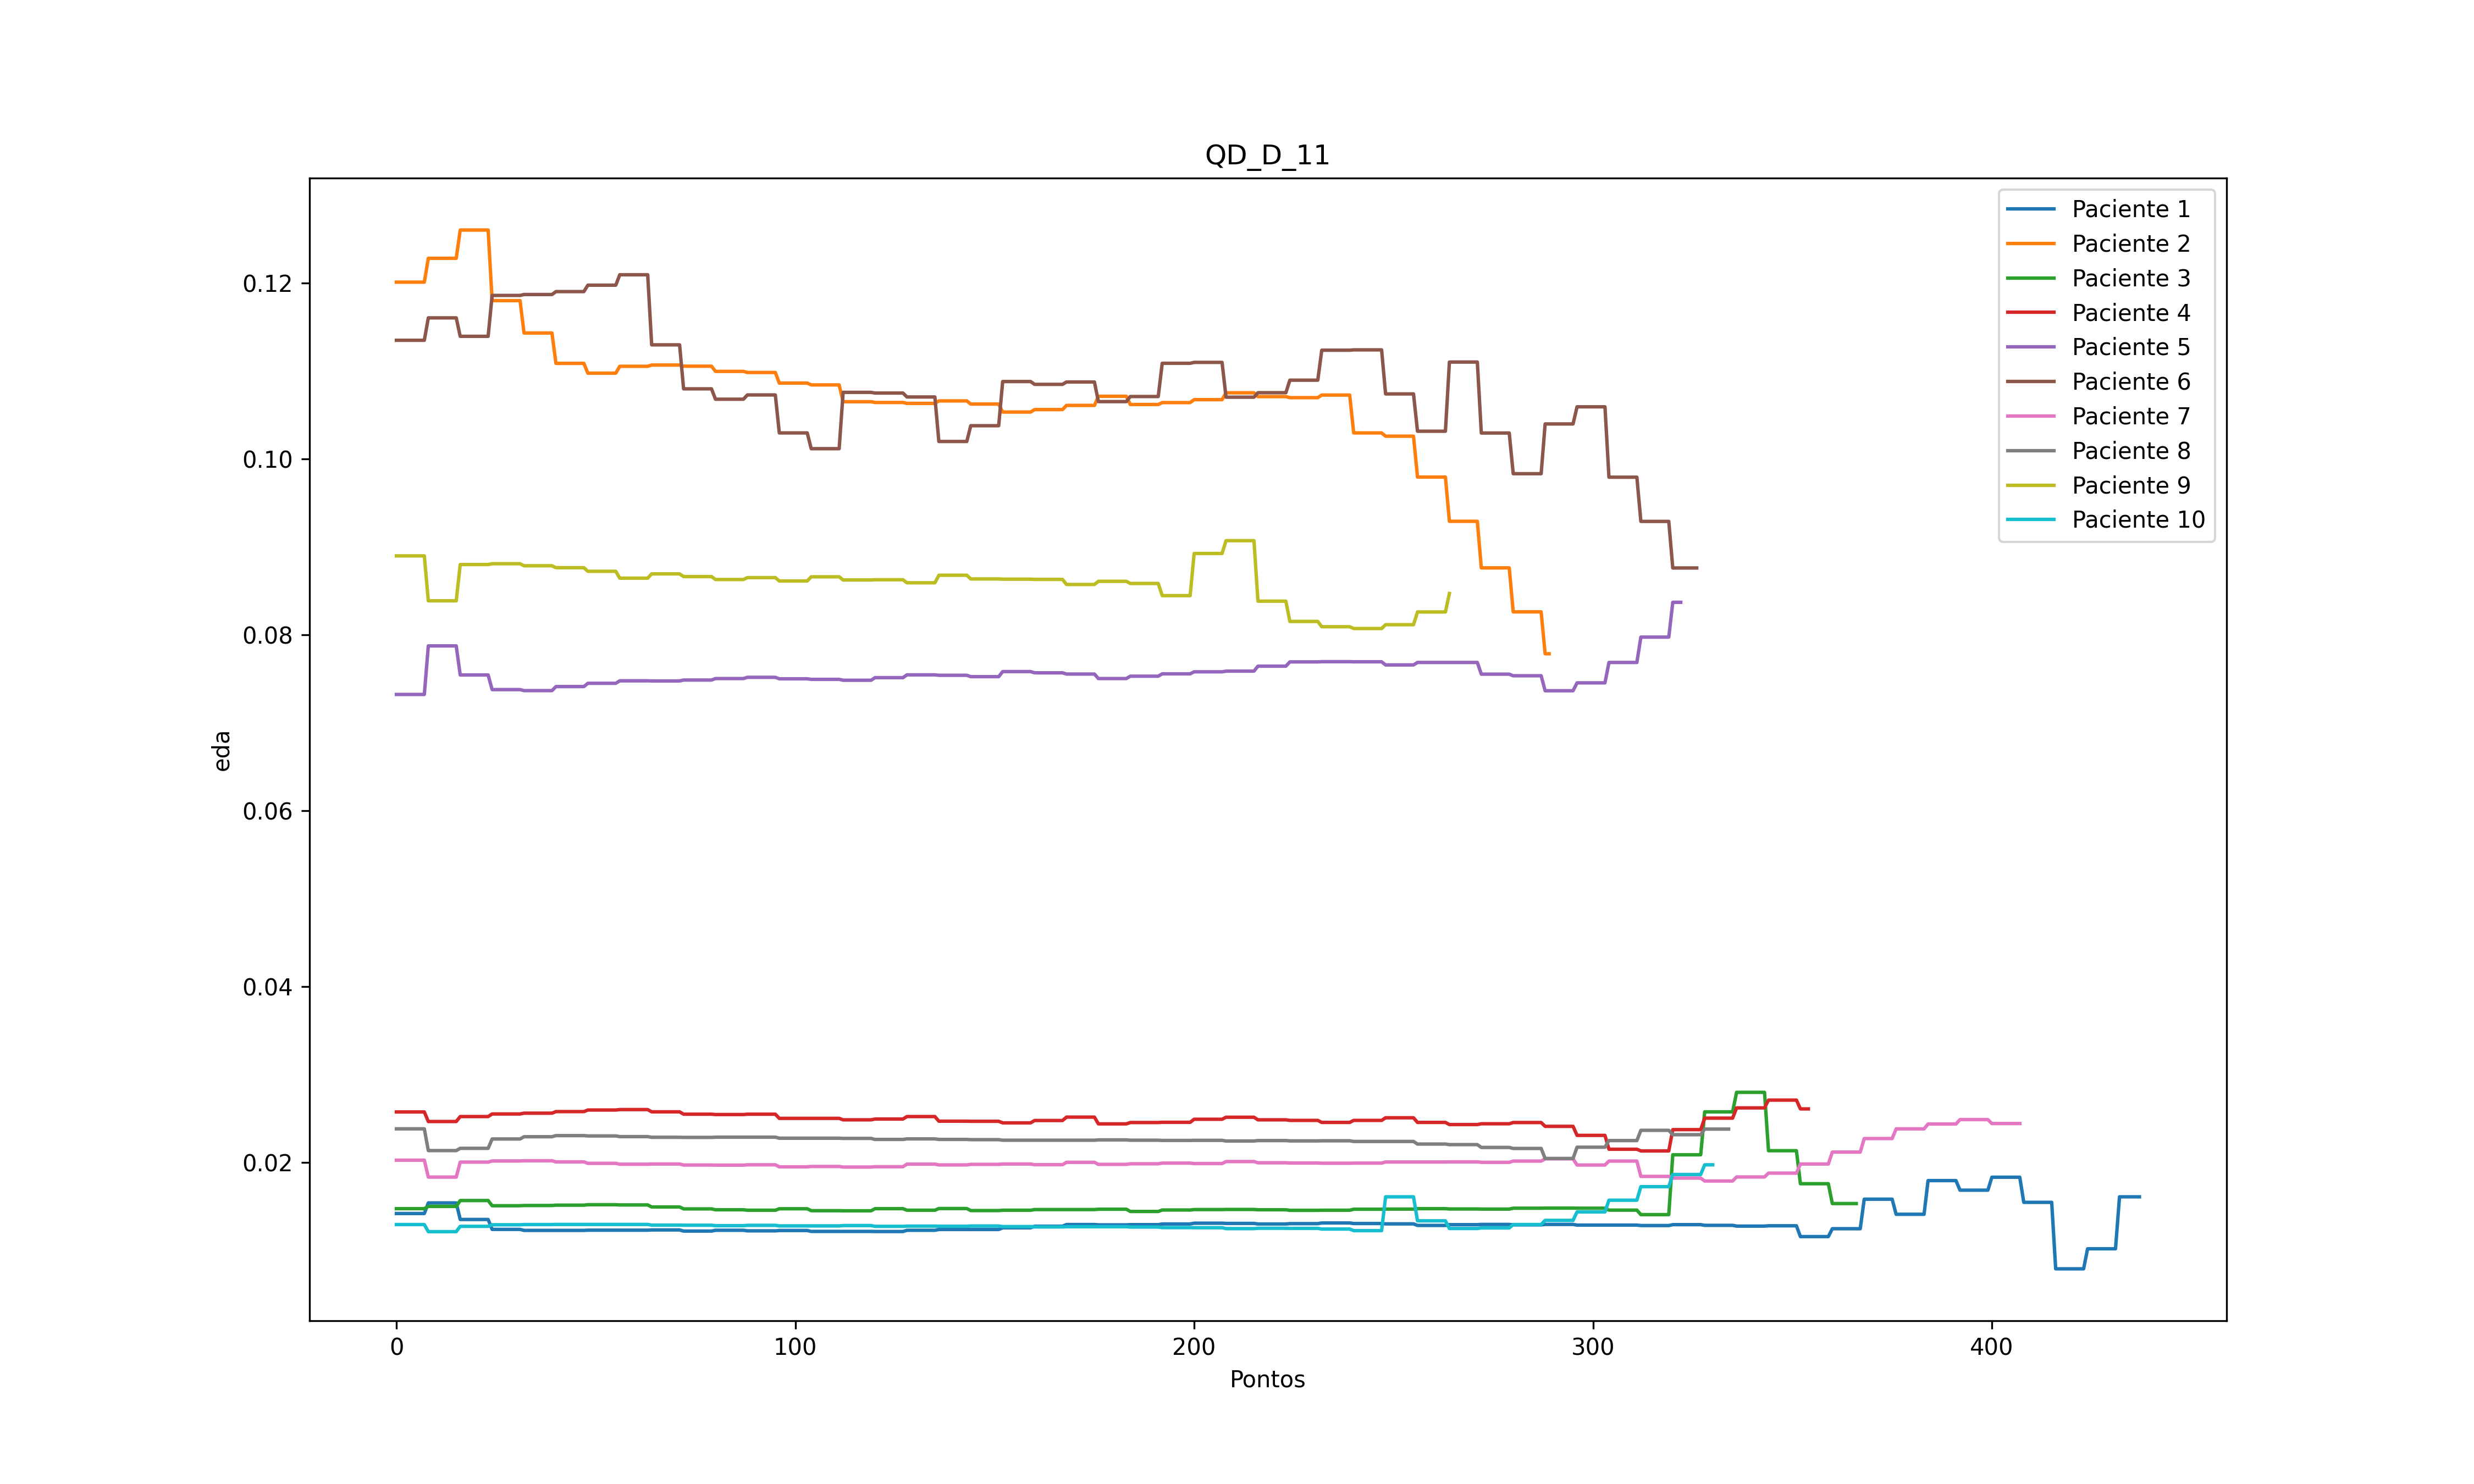 QD_D_11
eda
0.12
0.10
0.08
0.06
0.04
0.02
0 100 200 300 400
Pontos
Paciente 1
Paciente 2
Paciente 3
Paciente 4
Paciente 5
Paciente 6
Paciente 7
Paciente 8
Paciente 9
Paciente 10